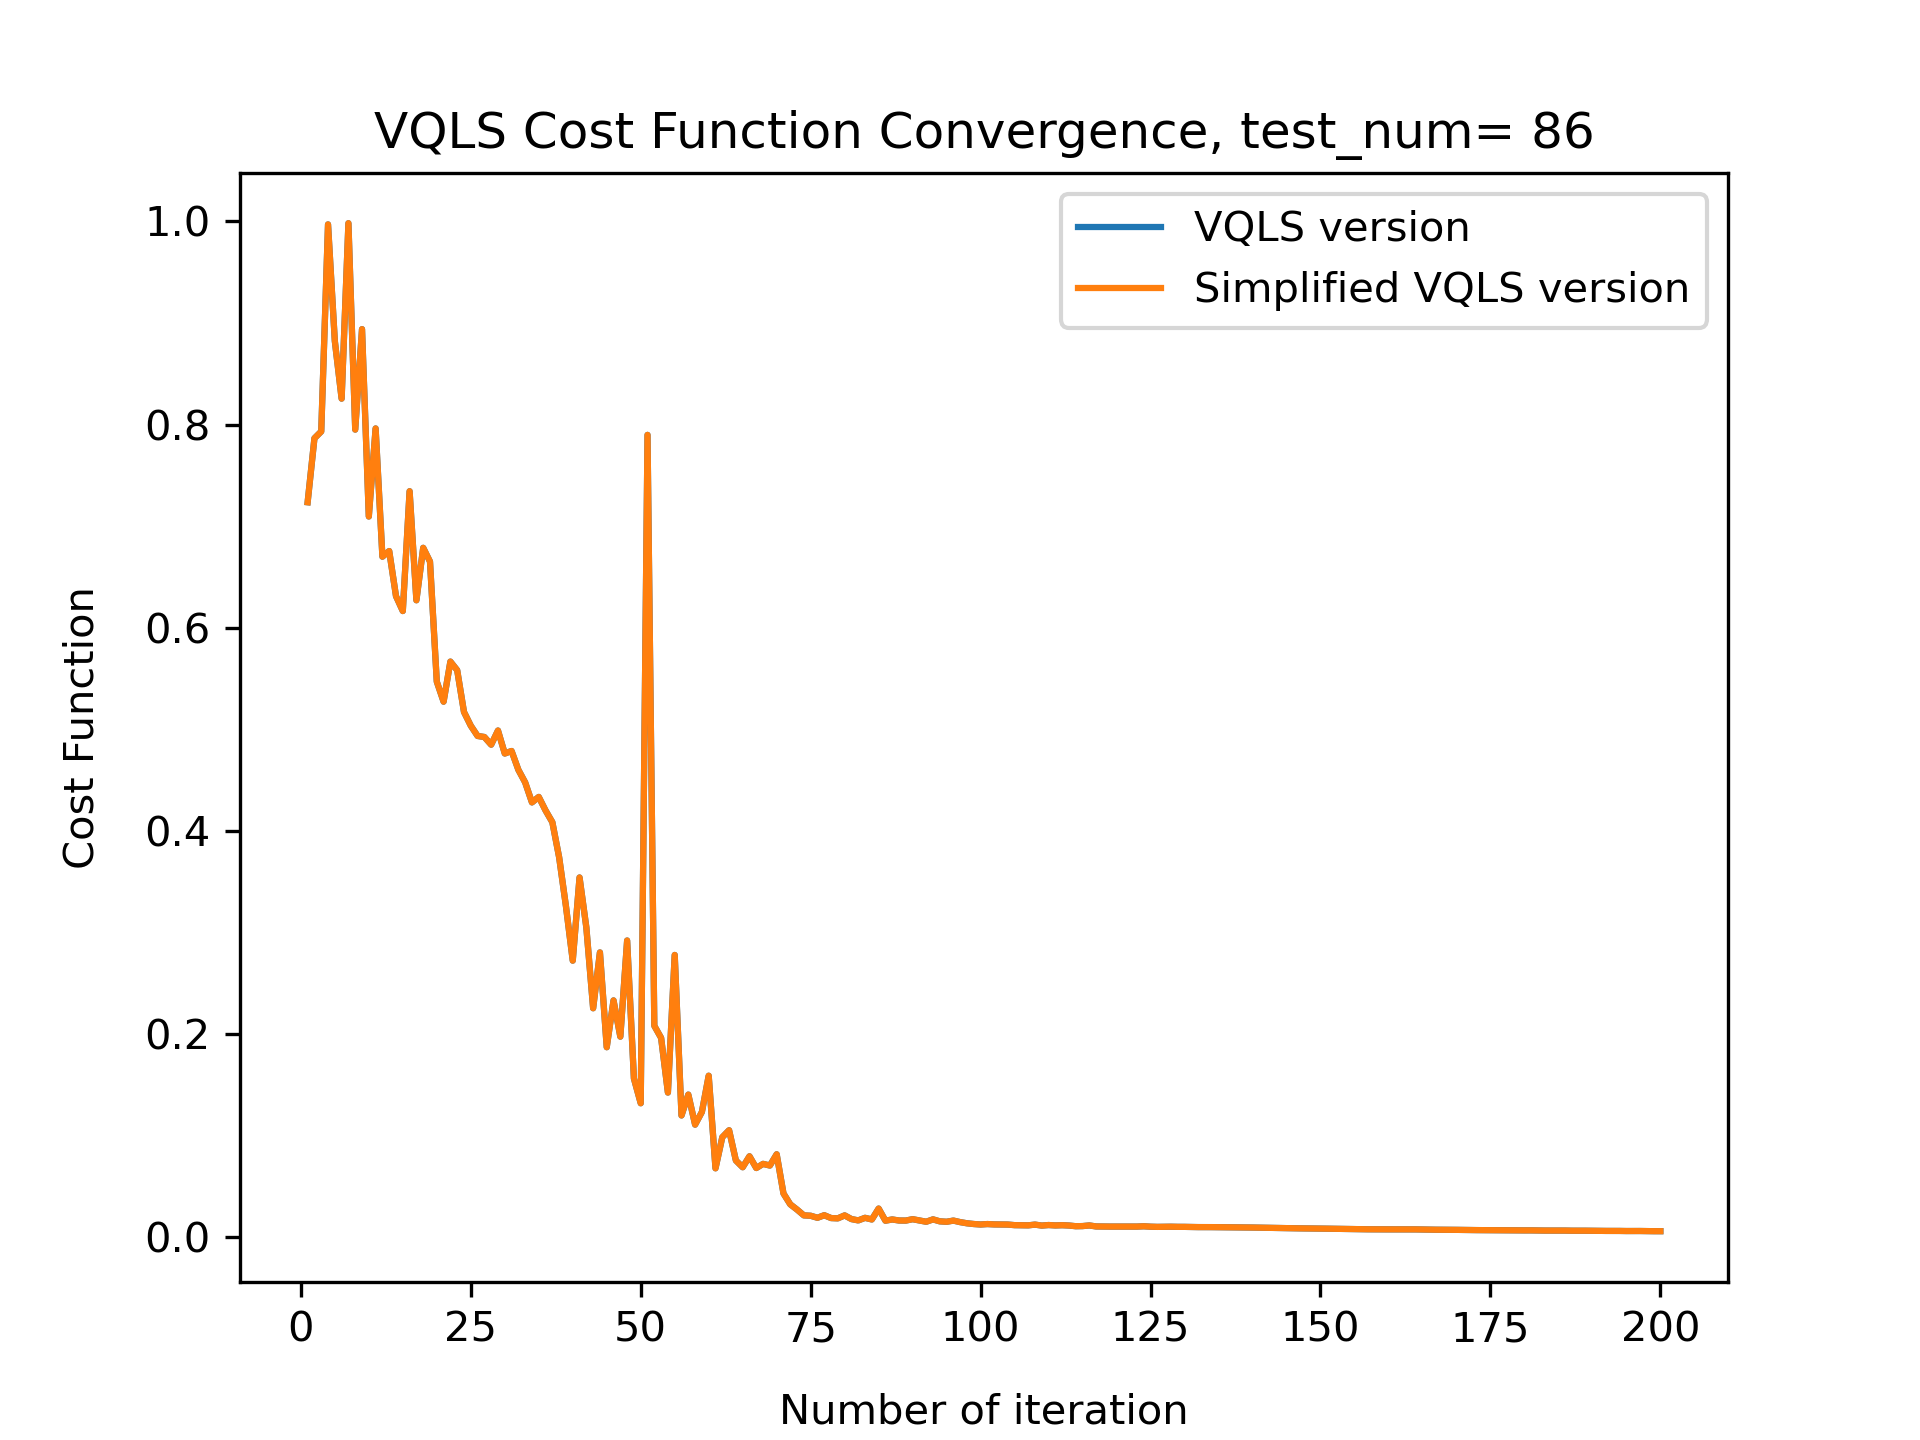 VQLS Cost Function Convergence, test_num= 86
VQLS version
Simplified VQLS version
1.0
0.8
0.6
0.4
0.2
0.0
Cost Function
0 25 50 75 100 125 150 175 200
Number of iteration